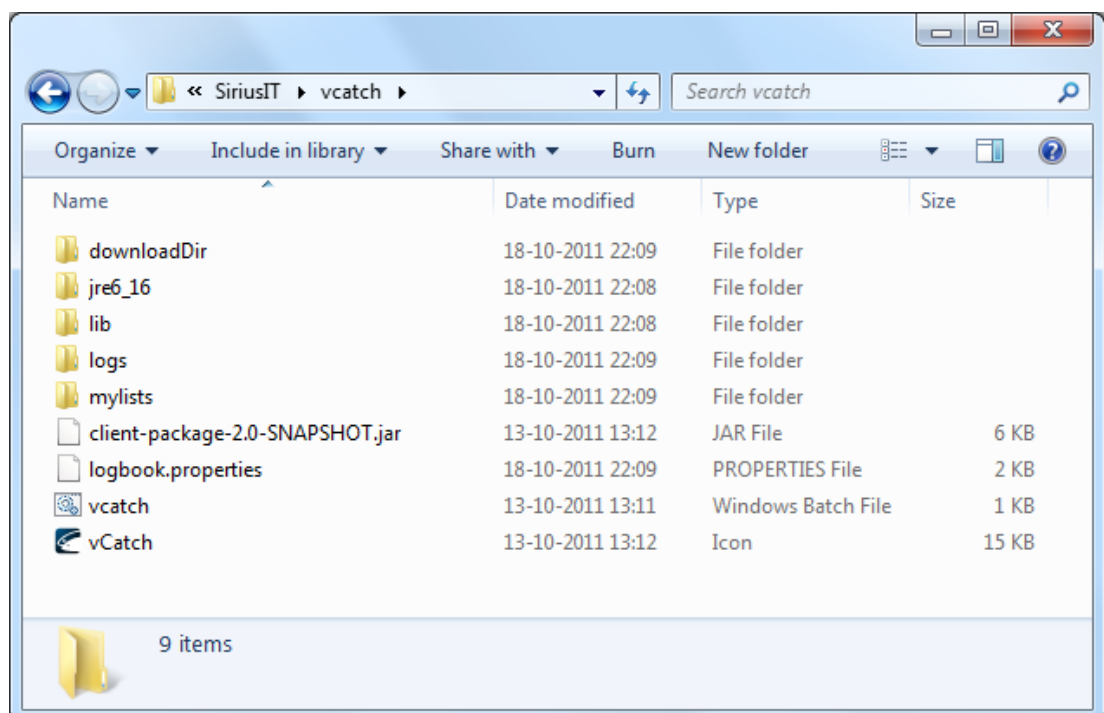 « SiriusIT vcatch Search vcatch
Organize Include in library Share with Burn New folder ?
Name Date modified Type Size
downloadDir 18-10-2011 22:09 File folder
jre6_16 18-10-2011 22:08 File folder
lib 18-10-2011 22:08 File folder
logs 18-10-2011 22:09 File folder
mylists 18-10-2011 22:09 File folder
client-package-2.0-SNAPSHOT.jar 13-10-2011 13:12 JAR File 6 KB
logbook.properties 18-10-2011 22:09 PROPERTIES File 2 KB
vcatch 13-10-2011 13:11 Windows Batch File 1 KB
vCatch 13-10-2011 13:12 Icon 15 KB
9 items